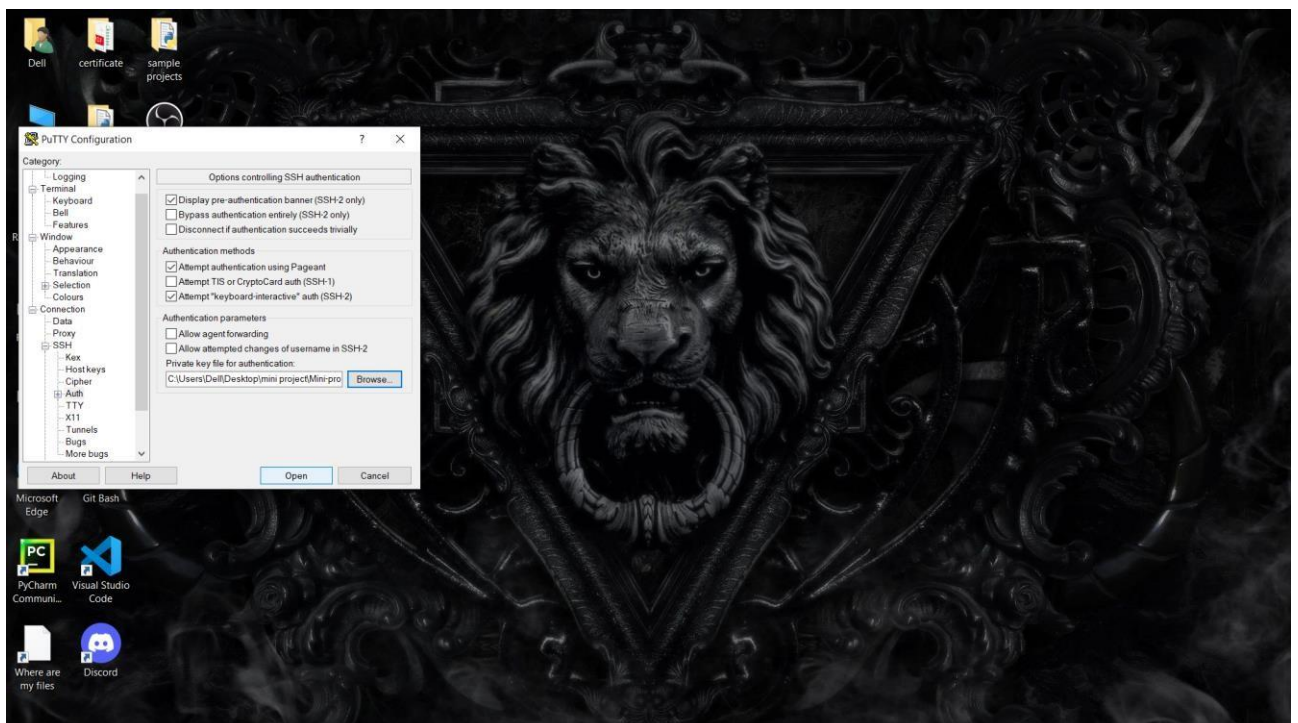 Dell
certificate
sample
projects
PuTTY Configuration
?
Category:
Logging
Terminal
Keyboard
Bell
Features
Window
Appearance
Behaviour
Translation
Selection
Colours
Connection
Data
Proxy
SSH
Kex
Host keys
Cipher
Auth
TTY
X11
Tunnels
Bugs
More bugs
Options controlling SSH authentication
Display pre-authentication banner (SSH-2 only)
Bypass authentication entirely (SSH-2 only)
Disconnect if authentication succeeds trivially
Authentication methods
Attempt authentication using Pageant
Attempt TIS or CryptoCard auth (SSH-1)
Attempt "keyboard-interactive" auth (SSH-2)
Authentication parameters
Allow agent forwarding
Allow attempted changes of username in SSH-2
Private key file for authentication:
C:\Users\Dell\Desktop\mini project\Mini-pro
Browse...
About
Help
Open
Cancel
Microsoft
Edge
Git Bash
PC
PyCharm
Communi...
Visual Studio
Code
Where are
my files
Discord